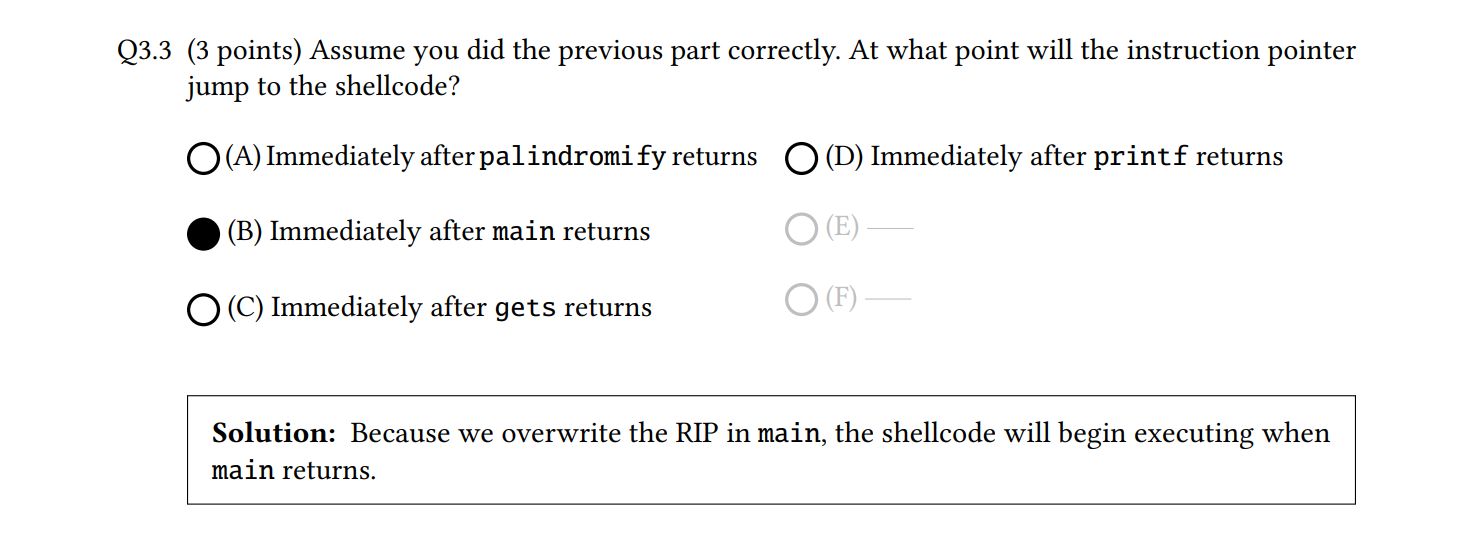 Q3.3 (3 points) Assume you did the previous part correctly. At what point will the instruction pointer
jump to the shellcode?
(A) Immediately after palindromify returns
(B) Immediately after main returns
(C) Immediately after gets returns
(D) Immediately after printf returns
(E) —
(F) —
Solution: Because we overwrite the RIP in main, the shellcode will begin executing when
main returns.